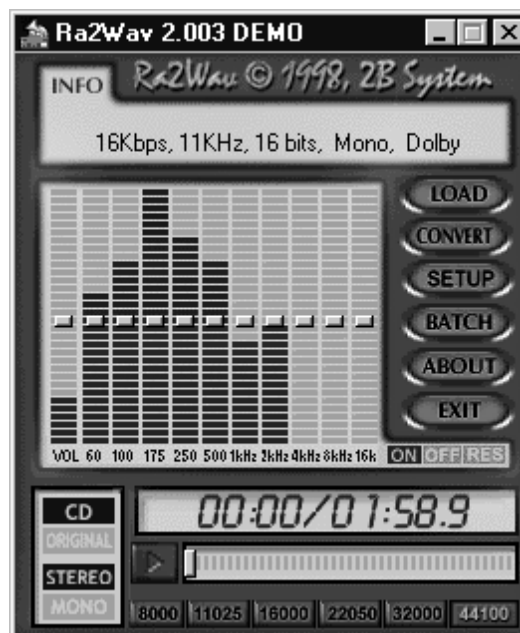 Ra2Wav 2.003 DEMO
INFO
Ra2Wav © 1998, 2B System
16Kbps, 11KHz, 16 bits, Mono, Dolby
LOAD
CONVERT
SETUP
BATCH
ABOUT
EXIT
VOL 60 100 175 250 500 1kHz 2kHz 4kHz 8kHz 16k
ON OFF RES
CD
ORIGINAL
STEREO
MONO
00:00/01:58.9
8000 11025 16000 22050 32000 44100